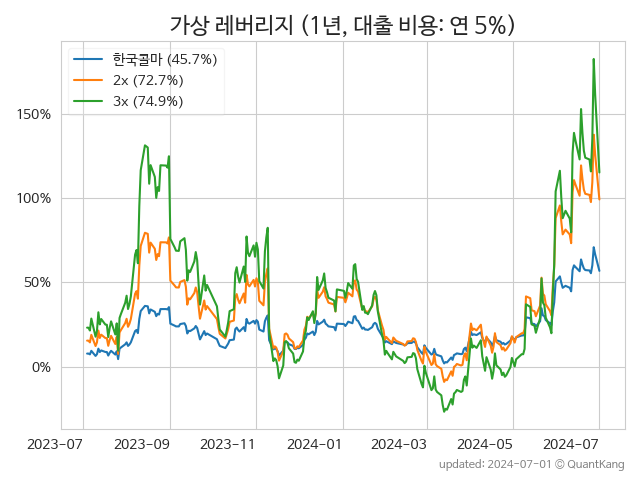 가상 레버리지 (1년, 대출 비용: 연 5%)
한국콜마 (45.7%)
2x (72.7%)
3x (74.9%)
150%
100%
50%
0%
2023-07 2023-09 2023-11 2024-01 2024-03 2024-05 2024-07
updated: 2024-07-01 © QuantKang